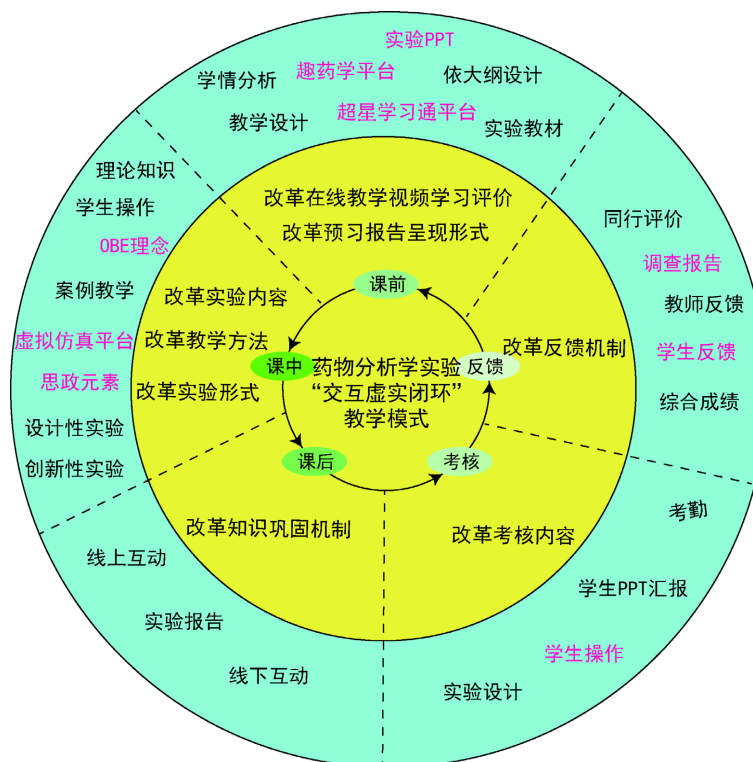 实验PPT
趣药学平台
学情分析
依大纲设计
超星学习通平台
教学设计
实验教材
理论知识
学生操作
OBE理念
案例教学
虚拟仿真平台
思政元素
设计性实验
创新性实验
改革在线教学视频学习评价
改革预习报告呈现形式
课前
改革实验内容
改革教学方法
改革实验形式
课中
药物分析学实验
“交互虚实闭环”
教学模式
反馈
改革反馈机制
同行评价
调查报告
教师反馈
学生反馈
综合成绩
课后
考核
改革知识巩固机制
改革考核内容
线上互动
实验报告
线下互动
考勤
学生PPT汇报
学生操作
实验设计